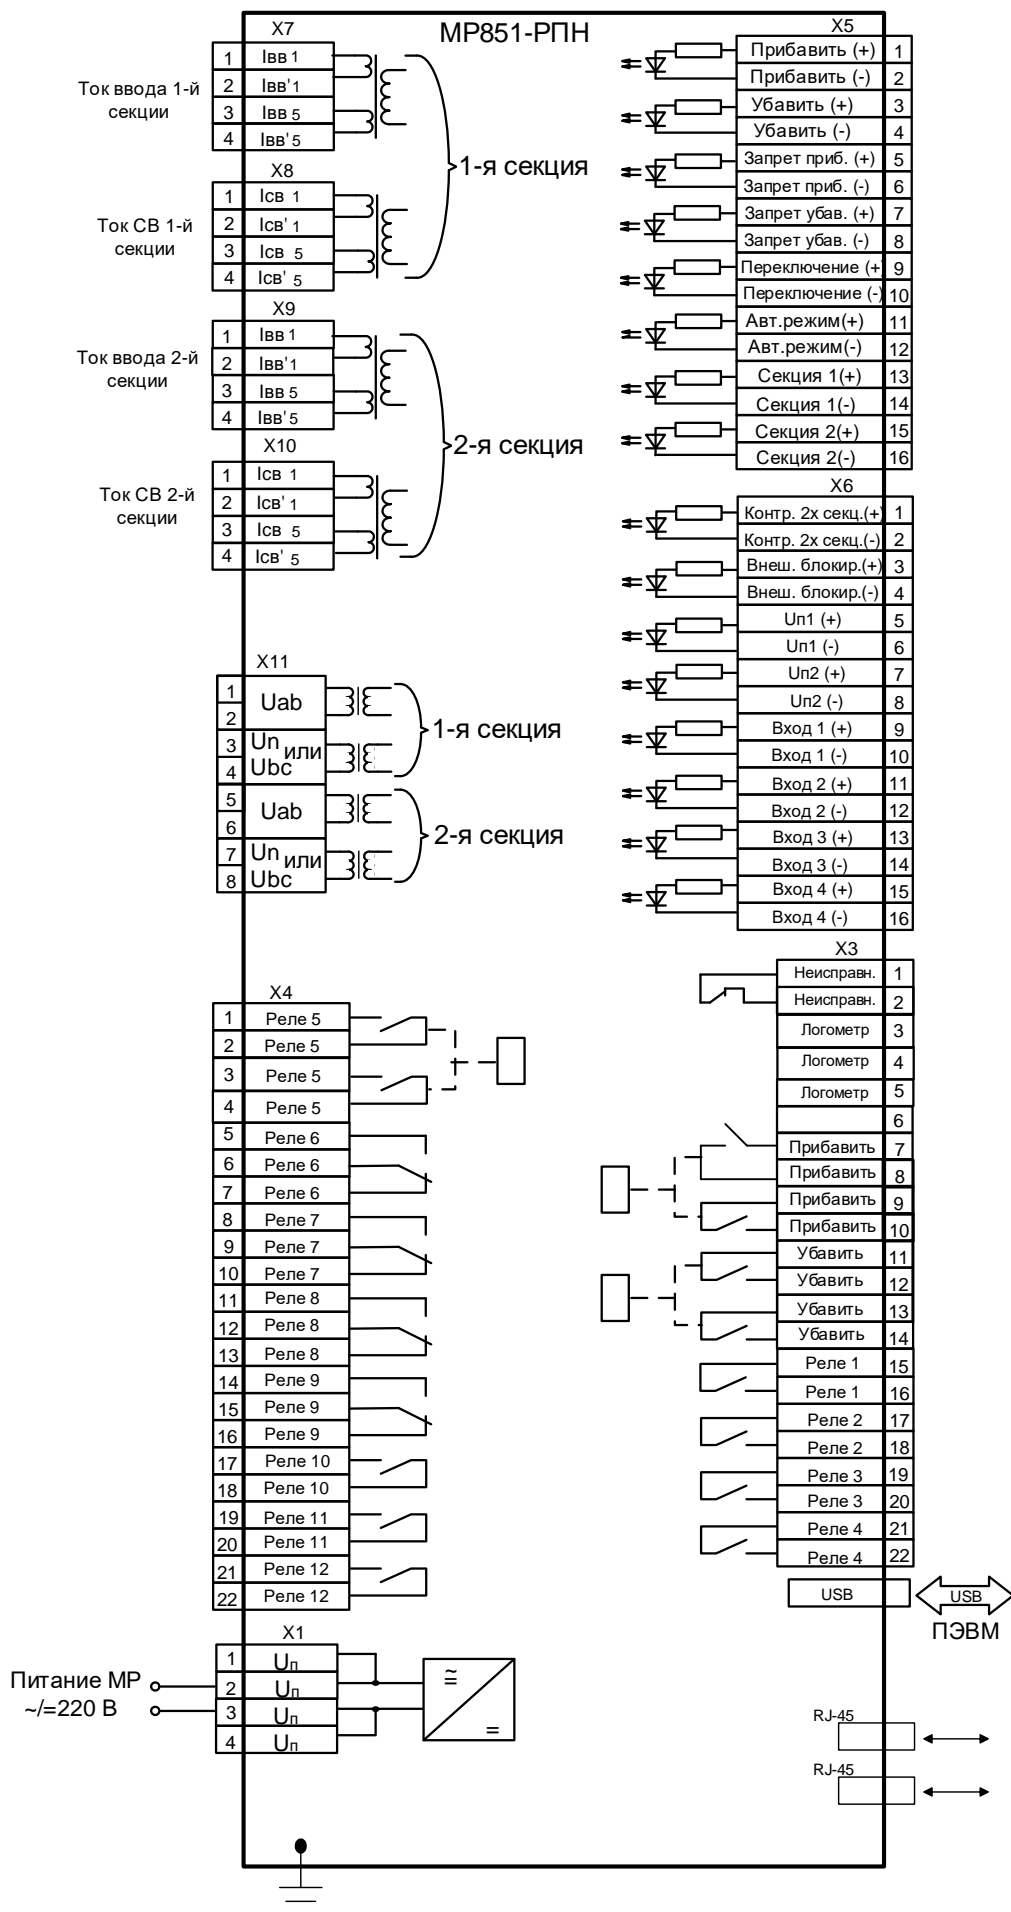 МР851-РПН
X7
Ток ввода 1-й
секции
1 Iвв 1
2 Iвв' 1
3 Iвв 5
4 Iвв' 5
1-я секция
X8
Ток СВ 1-й
секции
1 Iсв 1
2 Iсв' 1
3 Iсв 5
4 Iсв' 5
X9
Ток ввода 2-й
секции
1 Iвв 1
2 Iвв' 1
3 Iвв 5
4 Iвв' 5
2-я секция
X10
Ток СВ 2-й
секции
1 Iсв 1
2 Iсв' 1
3 Iсв 5
4 Iсв' 5
X11
1
2
Uab
3
4
Un или
Ubc
1-я секция
5
6
Uab
7
8
Un или
Ubc
2-я секция
X4
1 Реле 5
2 Реле 5
3 Реле 5
4 Реле 5
5 Реле 6
6 Реле 6
7 Реле 6
8 Реле 7
9 Реле 7
10 Реле 7
11 Реле 8
12 Реле 8
13 Реле 8
14 Реле 9
15 Реле 9
16 Реле 9
17 Реле 10
18 Реле 10
19 Реле 11
20 Реле 11
21 Реле 12
22 Реле 12
X1
Питание МР
~/=220 В
1 Uп
2 Uп
3 Uп
4 Uп
≅
=
X5
Прибавить (+) 1
Прибавить (-) 2
Убавить (+) 3
Убавить (-) 4
Запрет приб. (+) 5
Запрет приб. (-) 6
Запрет убав. (+) 7
Запрет убав. (-) 8
Переключение (+ 9
Переключение (-) 10
Авт.режим(+) 11
Авт.режим(-) 12
Секция 1(+) 13
Секция 1(-) 14
Секция 2(+) 15
Секция 2(-) 16
X6
Контр. 2х секц.(+) 1
Контр. 2х секц.(-) 2
Внеш. блокир.(+) 3
Внеш. блокир.(-) 4
Uп1 (+) 5
Uп1 (-) 6
Uп2 (+) 7
Uп2 (-) 8
Вход 1 (+) 9
Вход 1 (-) 10
Вход 2 (+) 11
Вход 2 (-) 12
Вход 3 (+) 13
Вход 3 (-) 14
Вход 4 (+) 15
Вход 4 (-) 16
X3
Неисправн. 1
Неисправн. 2
Логометр 3
Логометр 4
Логометр 5
6
Прибавить 7
Прибавить 8
Прибавить 9
Прибавить 10
Убавить 11
Убавить 12
Убавить 13
Убавить 14
Реле 1 15
Реле 1 16
Реле 2 17
Реле 2 18
Реле 3 19
Реле 3 20
Реле 4 21
Реле 4 22
USB
USB
ПЭВМ
RJ-45
RJ-45